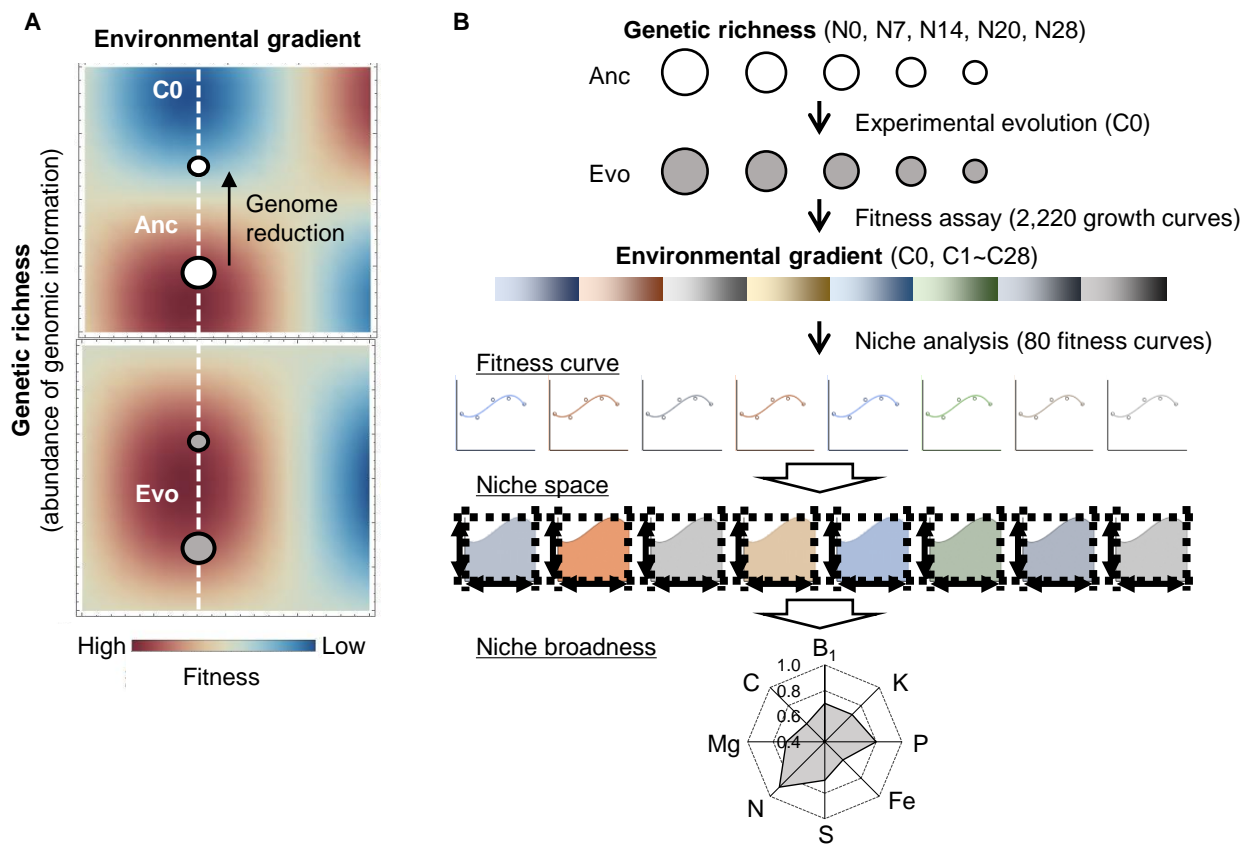 A
Environmental gradient
C0
Anc
Genome
reduction
Evo
Genetic richness
(abundance of genomic information)
High
Low
Fitness
B
Genetic richness (N0, N7, N14, N20, N28)
Anc
Experimental evolution (C0)
Evo
Fitness assay (2,220 growth curves)
Environmental gradient (C0, C1~C28)
Niche analysis (80 fitness curves)
Fitness curve
Niche space
Niche broadness
B1
1.0
0.8
0.6
0.4
K
P
Fe
S
N
Mg
C